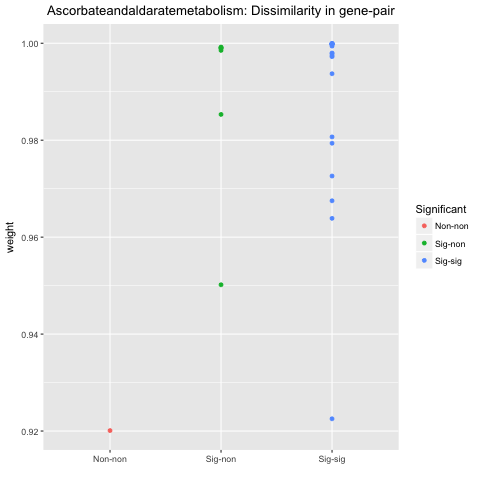 Ascorbateandaldaratemetabolism: Dissimilarity in gene-pair
1.00
0.98
0.96
0.94
0.92
weight
Non-non
Sig-non
Sig-sig
Significant
Non-non
Sig-non
Sig-sig